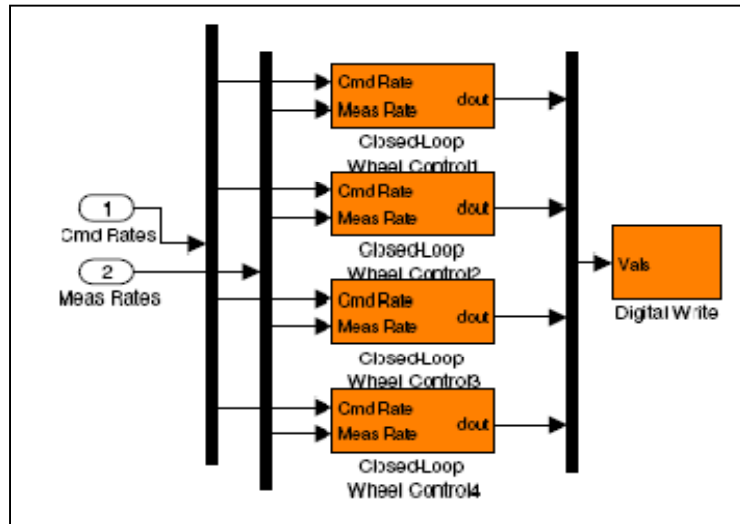 Cmd Rate
Meas Rate
dout
Closed-Loop
Wheel Control1
Cmd Rate
Meas Rate
dout
Closed-Loop
Wheel Control2
1
Cmd Rates
2
Meas Rates
Cmd Rate
Meas Rate
dout
Closed-Loop
Wheel Control3
Cmd Rate
Meas Rate
dout
Closed-Loop
Wheel Control4
Vals
Digital Write